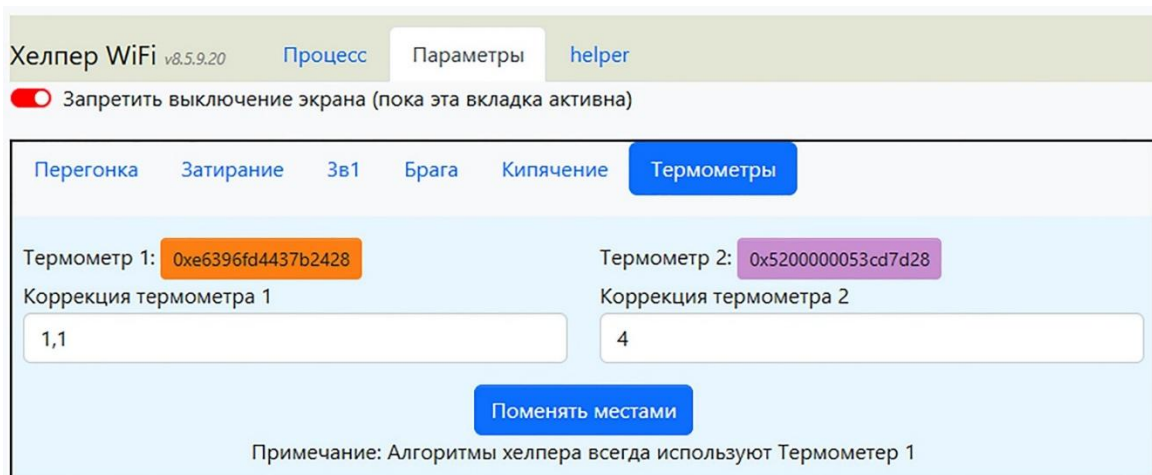 Хелпер WiFi v8.5.9.20 Процесс Параметры helper
Запретить выключение экрана (пока эта вкладка активна)
Перегонка Затирание 3в1 Брага Кипячение Термометры
Термометр 1: 0xe6396fd4437b2428 Термометр 2: 0x5200000053cd7d28
Коррекция термометра 1 Коррекция термометра 2
1,1 4
Поменять местами
Примечание: Алгоритмы хелпера всегда используют Термометер 1